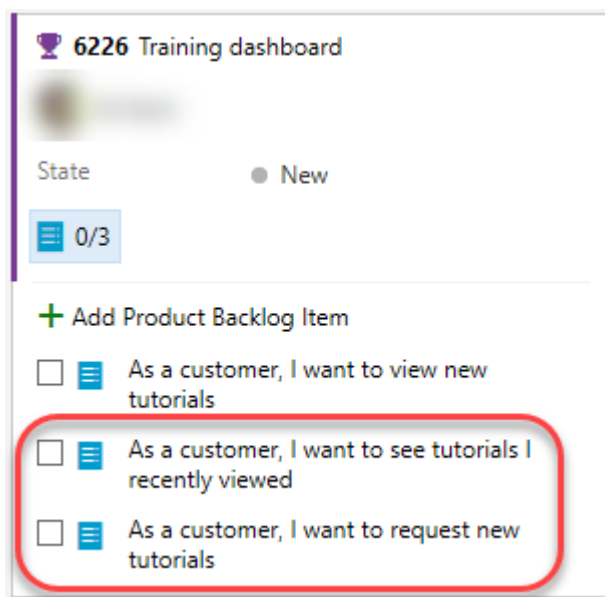 6226 Training dashboard
State New
0/3
+ Add Product Backlog Item
As a customer, I want to view new
tutorials
As a customer, I want to see tutorials I
recently viewed
As a customer, I want to request new
tutorials